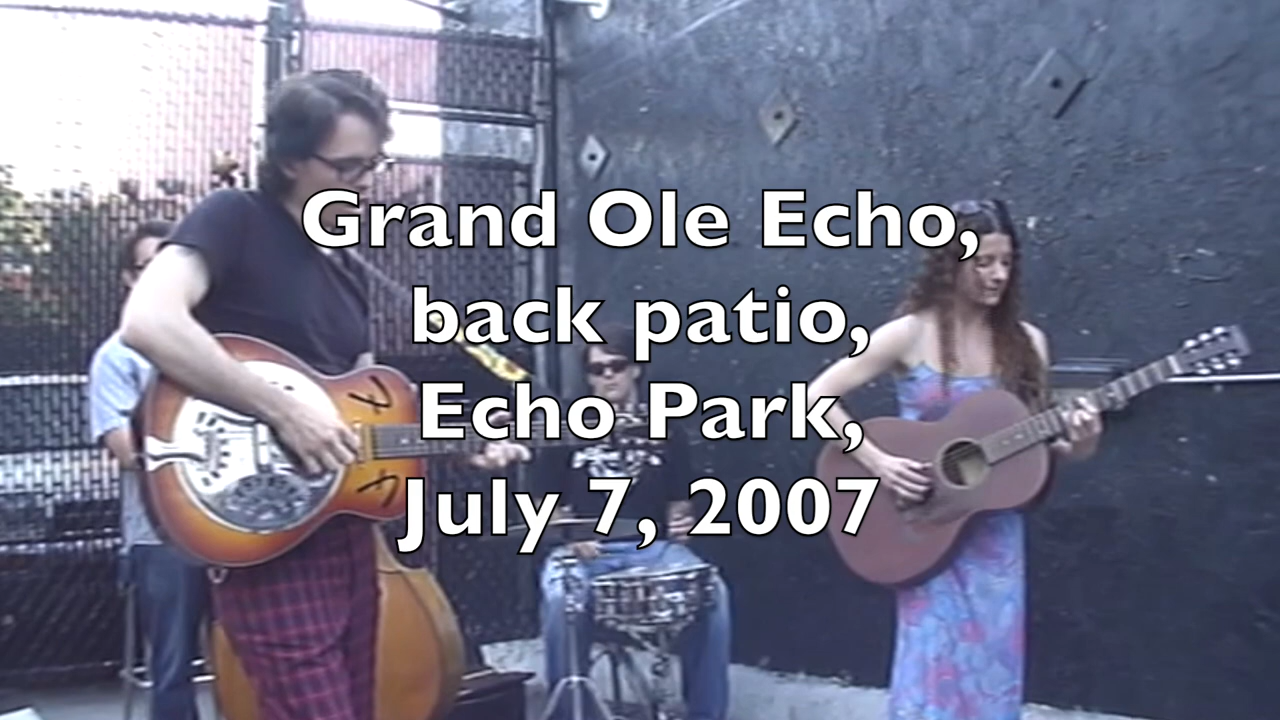 Grand Ole Echo,
back patio,
Echo Park,
July 7, 2007